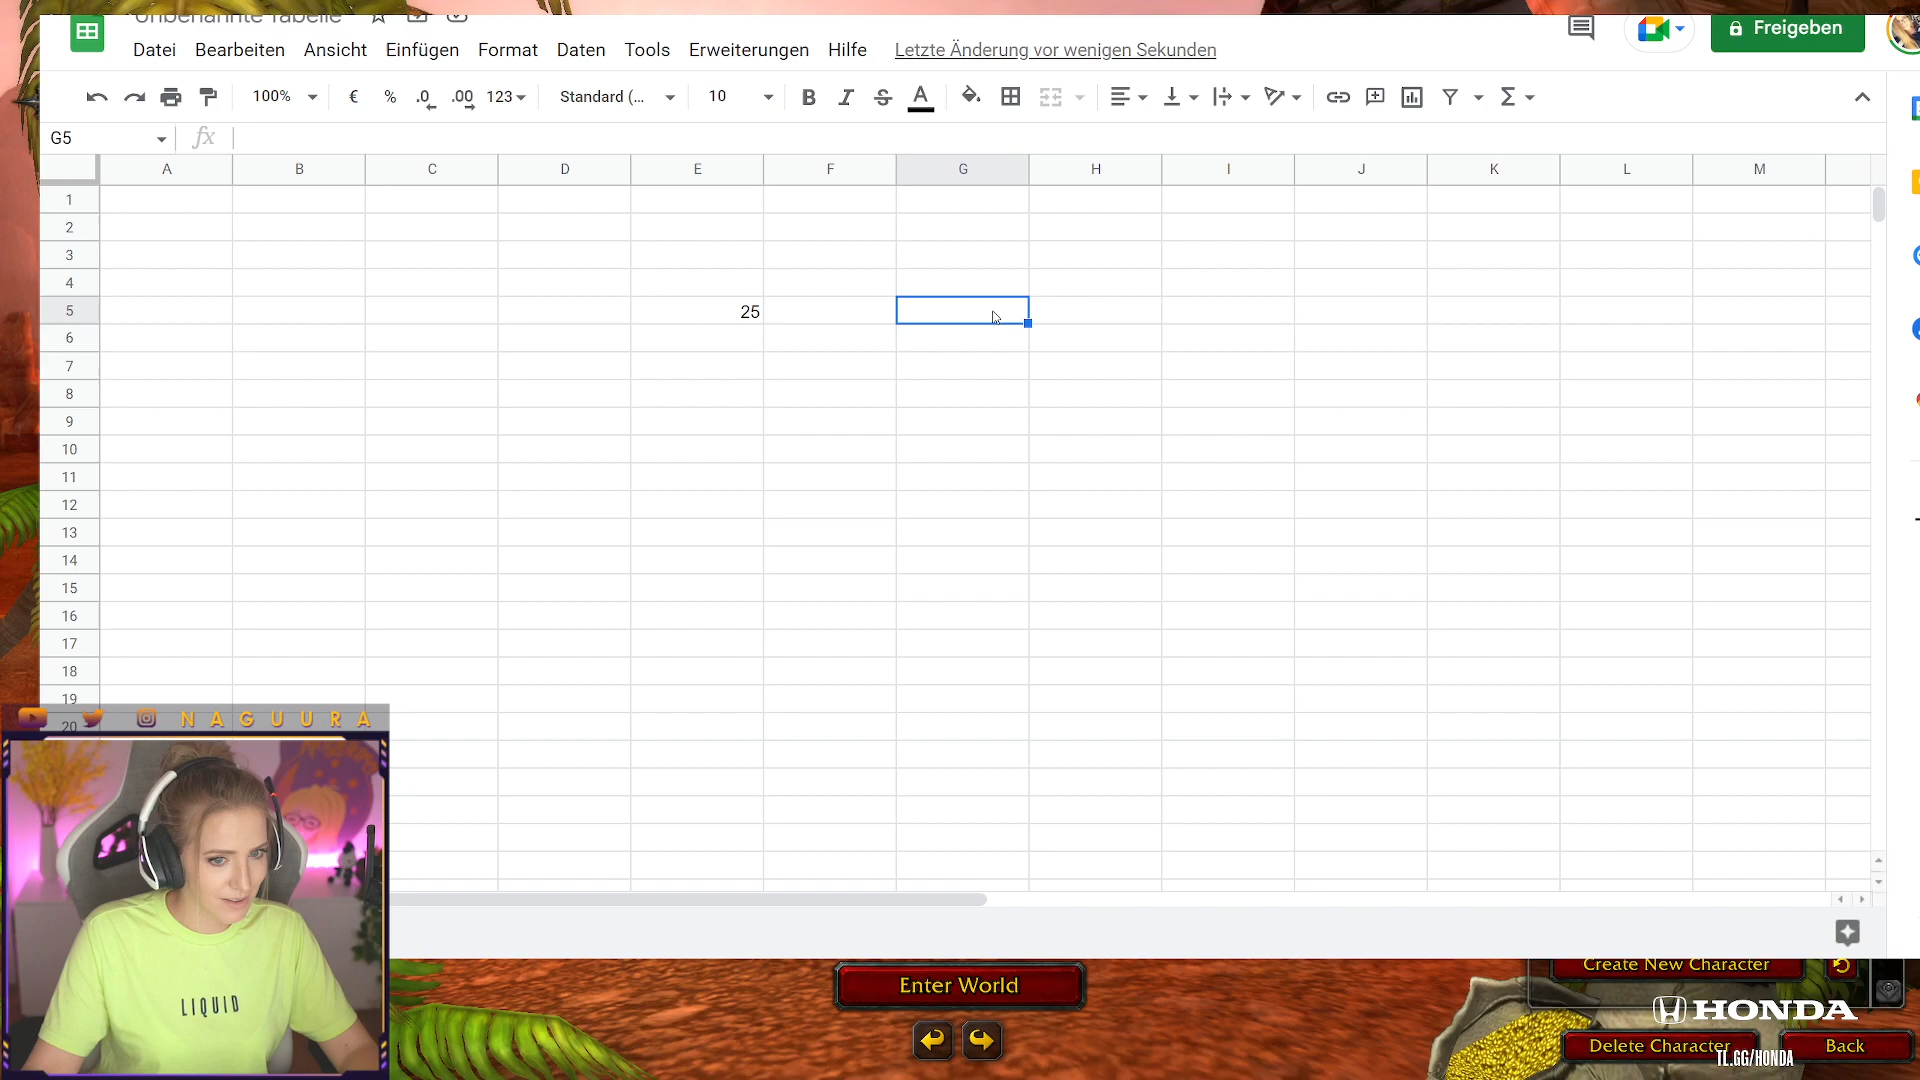 Unbenannte Tabelle
Datei Bearbeiten Ansicht Einfügen Format Daten Tools Erweiterungen Hilfe Letzte Änderung vor wenigen Sekunden
Freigeben
100% € % .0 .00 123 Standard (... 10 B I S A Σ
G5 fx
A B C D E F G H I J K L M
1
2
3
4
5 25
6
7
8
9
10
11
12
13
14
15
16
17
18
19
20
NAGUURA
LIQUID
Enter World
Create New Character
HONDA
Delete Character
Back
TL.GG/HONDA